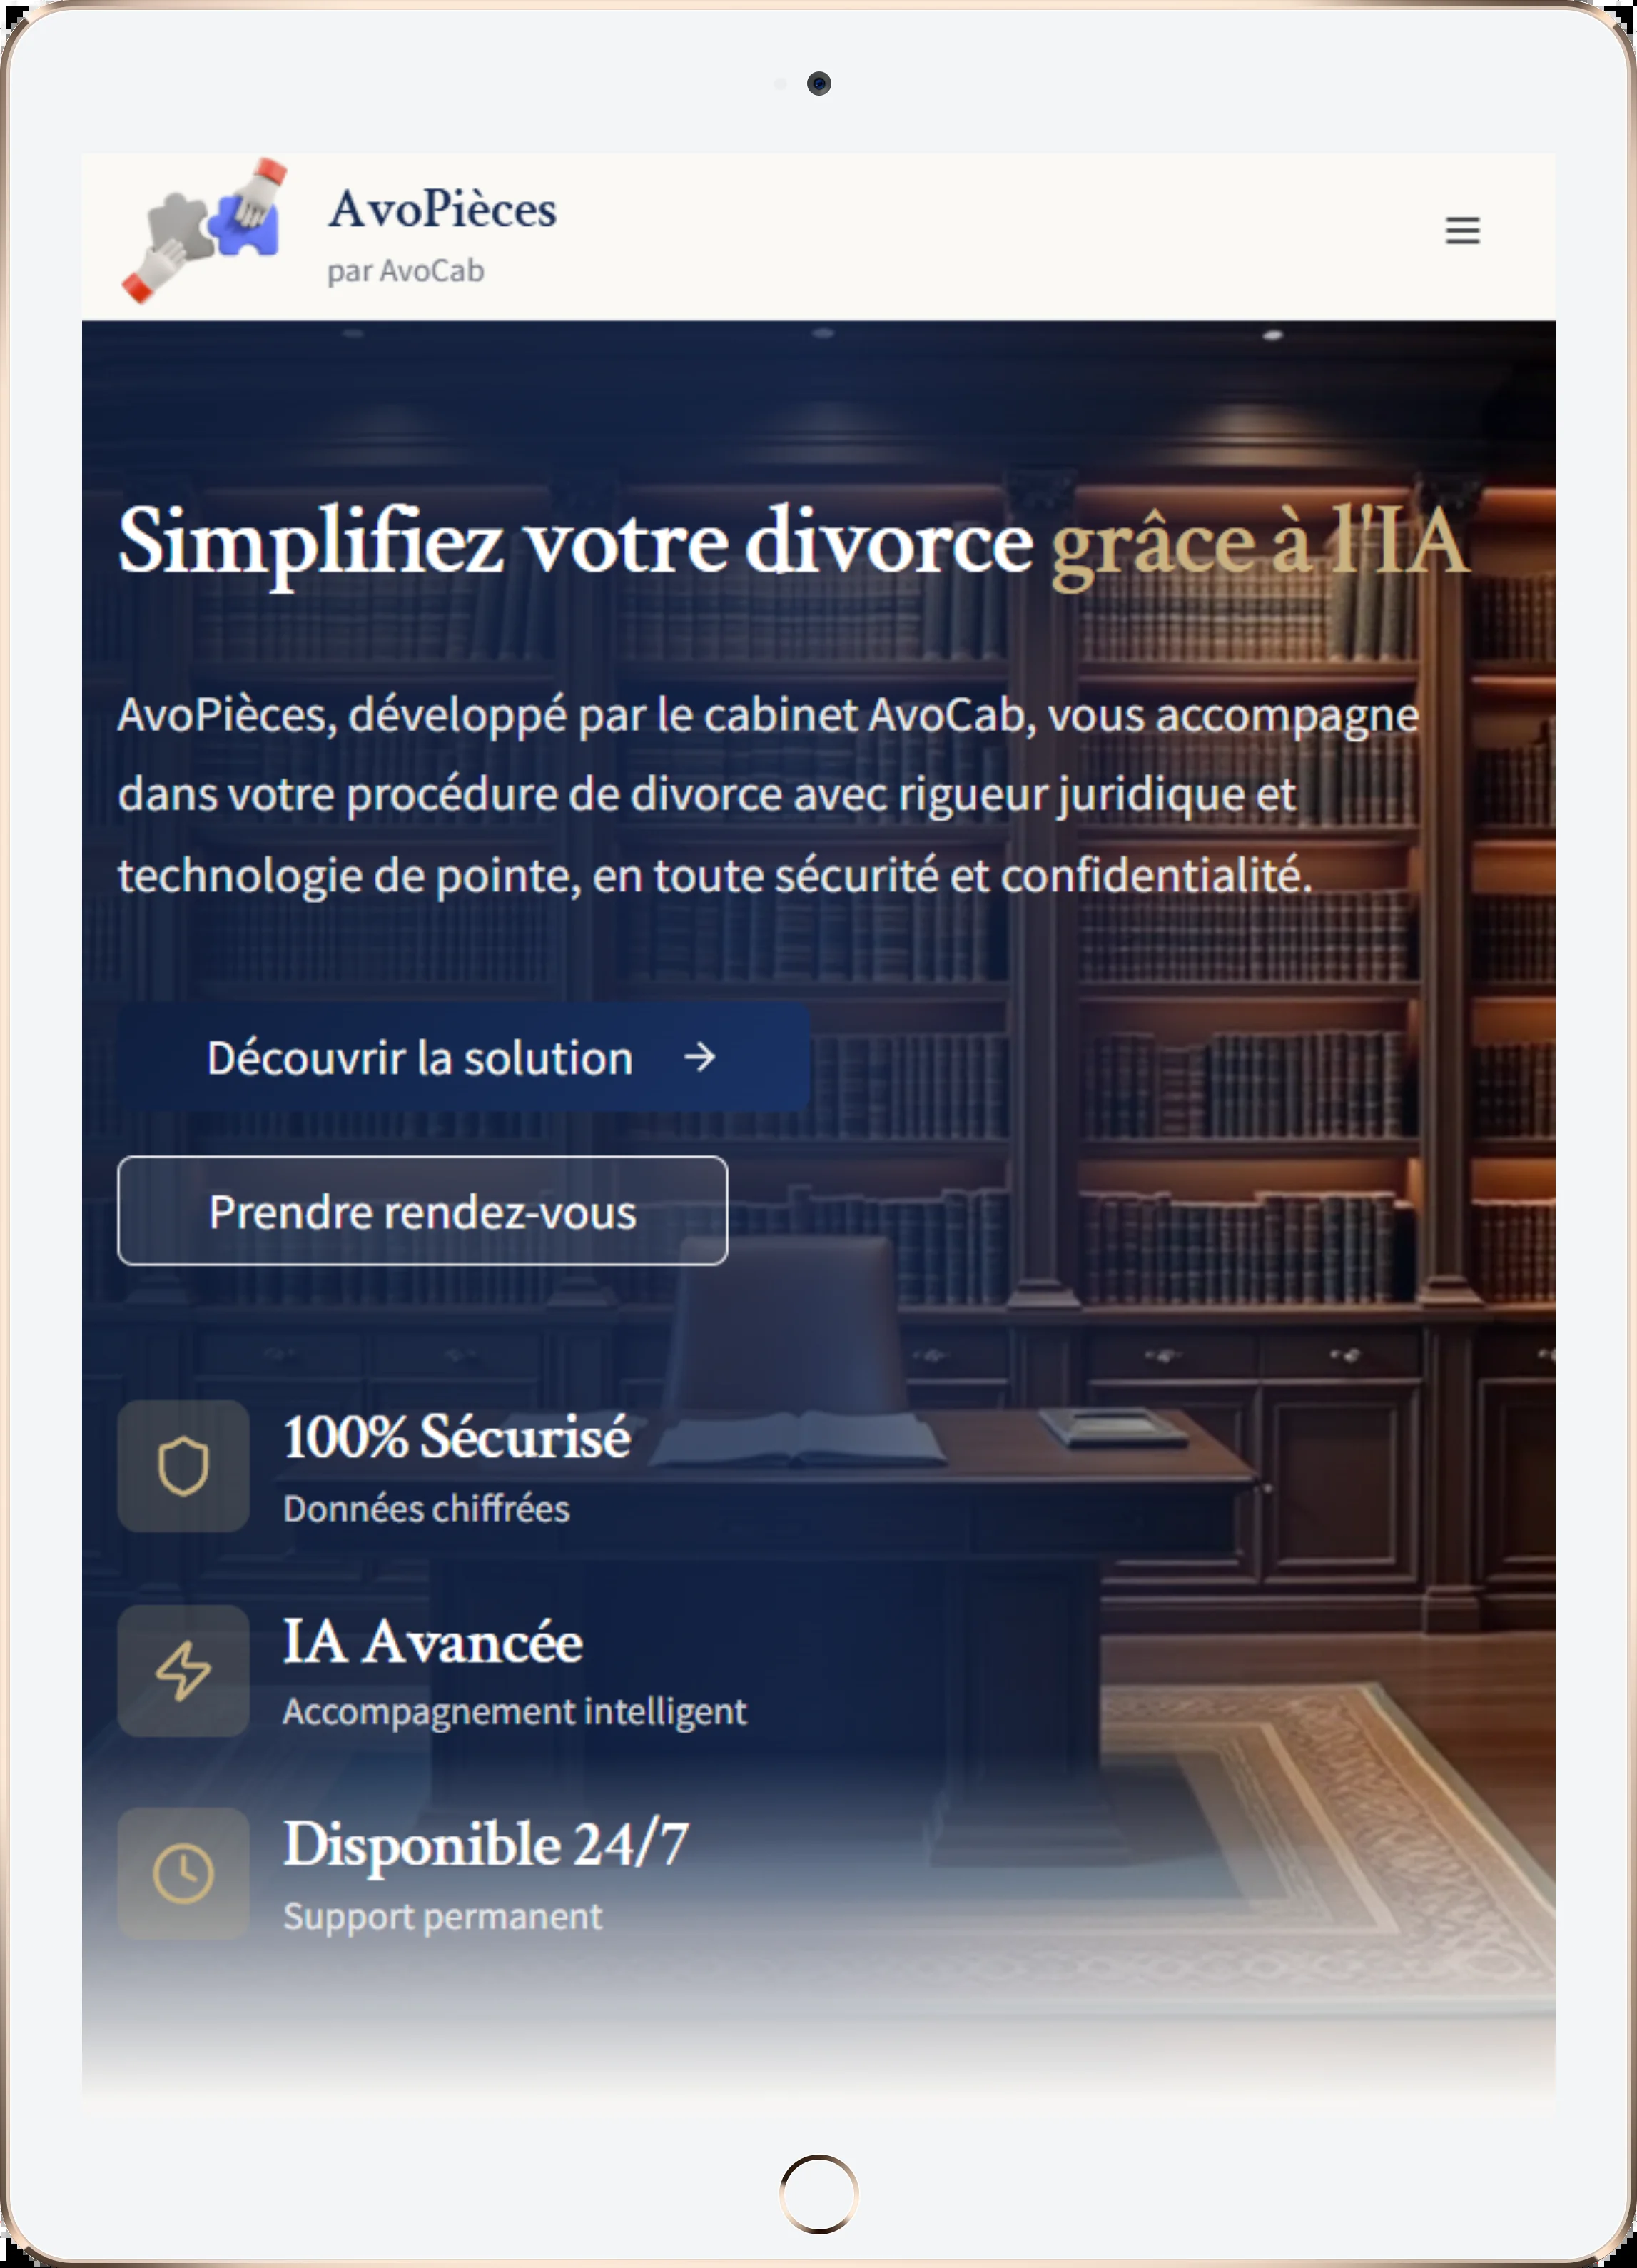 AvoPièces
par AvoCab
Simplifiez votre divorce grâce à l'IA
AvoPièces, développé par le cabinet AvoCab, vous accompagne
dans votre procédure de divorce avec rigueur juridique et
technologie de pointe, en toute sécurité et confidentialité.
Découvrir la solution →
Prendre rendez-vous
100% Sécurisé
Données chiffrées
IA Avancée
Accompagnement intelligent
Disponible 24/7
Support permanent